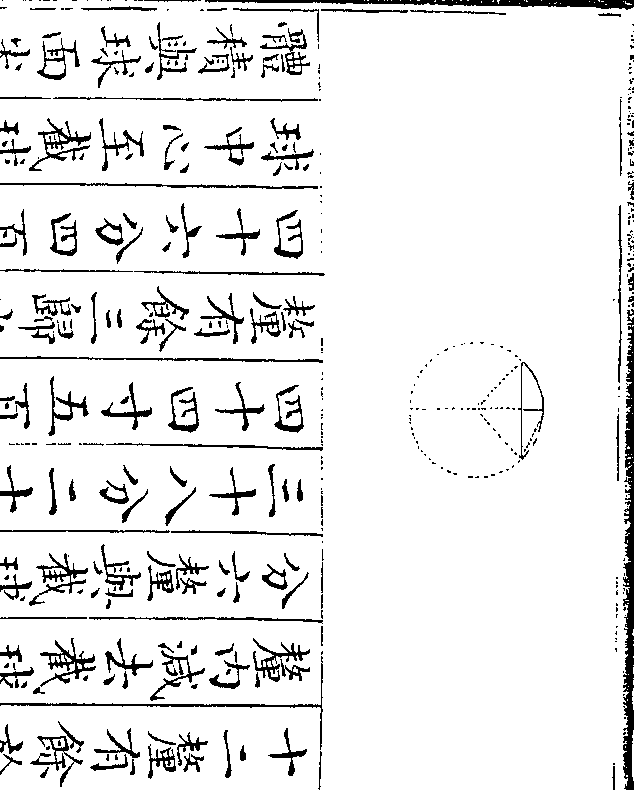 十二釐有餘
釐內減去截球
分六釐與截球
三十八分二十
四十四寸五百
釐有餘三歸
四十六分四百
球中心至截球
體積與球面